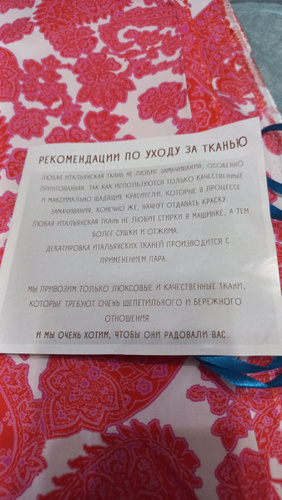 РЕКОМЕНДАЦИИ ПО УХОДУ ЗА ТКАНЬЮ
ЛЮБАЯ ИТАЛЬЯНСКАЯ ТКАНЬ НЕ ЛЮБИТ ЗАМАЧИВАНИЯ, ОСОБЕННО
ПРИНТОВАННАЯ. ТАК КАК ИСПОЛЬЗУЮТСЯ ТОЛЬКО КАЧЕСТВЕННЫЕ
И МАКСИМАЛЬНО ЩАДЯЩИЕ КРАСИТЕЛИ, КОТОРЫЕ В ПРОЦЕССЕ
ЗАМАЧИВАНИЯ, КОНЕЧНО ЖЕ, НАЧНУТ ОТДАВАТЬ КРАСКУ.
ЛЮБАЯ ИТАЛЬЯНСКАЯ ТКАНЬ НЕ ЛЮБИТ СТИРКИ В МАШИНКЕ, А ТЕМ
БОЛЕЕ СУШКИ И ОТЖИМА.
ДЕКАТИРОВКА ИТАЛЬЯНСКИХ ТКАНЕЙ ПРОИЗВОДИТСЯ С
ПРИМЕНЕНИЕМ ПАРА.
МЫ ПРИВОЗИМ ТОЛЬКО ЛЮКСОВЫЕ И КАЧЕСТВЕННЫЕ ТКАНИ,
КОТОРЫЕ ТРЕБУЮТ ОЧЕНЬ ЩЕПЕТИЛЬНОГО И БЕРЕЖНОГО
ОТНОШЕНИЯ.
И МЫ ОЧЕНЬ ХОТИМ, ЧТОБЫ ОНИ РАДОВАЛИ ВАС.